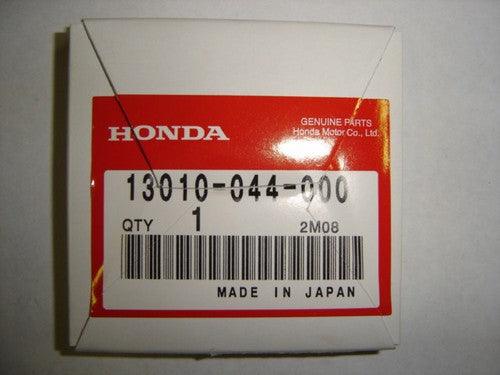 GENUINE PARTS
HONDA Honda Motor Co., Ltd.
13010-044-000
QTY 1 2M08
MADE IN JAPAN